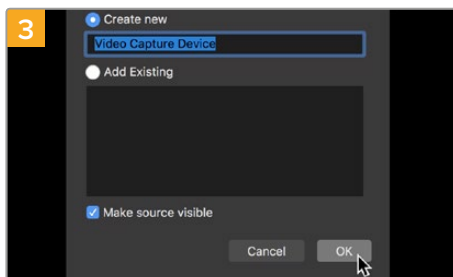 3
Create new
Video Capture Device
Add Existing
Make source visible
Cancel OK